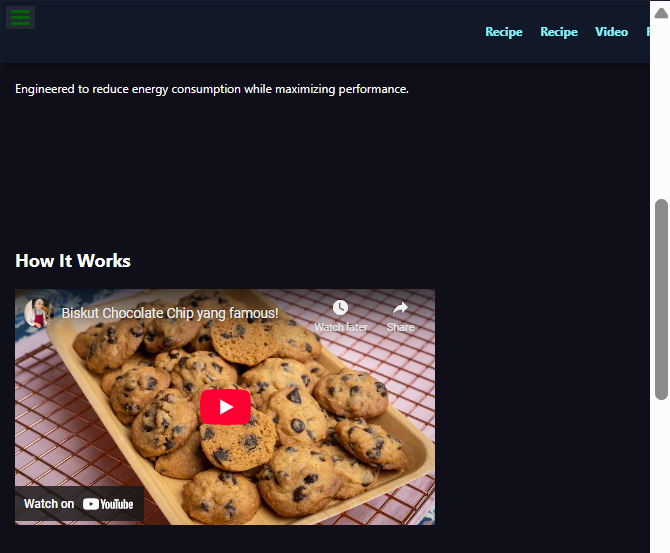 Recipe Recipe Video
Engineered to reduce energy consumption while maximizing performance.
How It Works
Biskut Chocolate Chip yang famous!
Watch later Share
Watch on YouTube